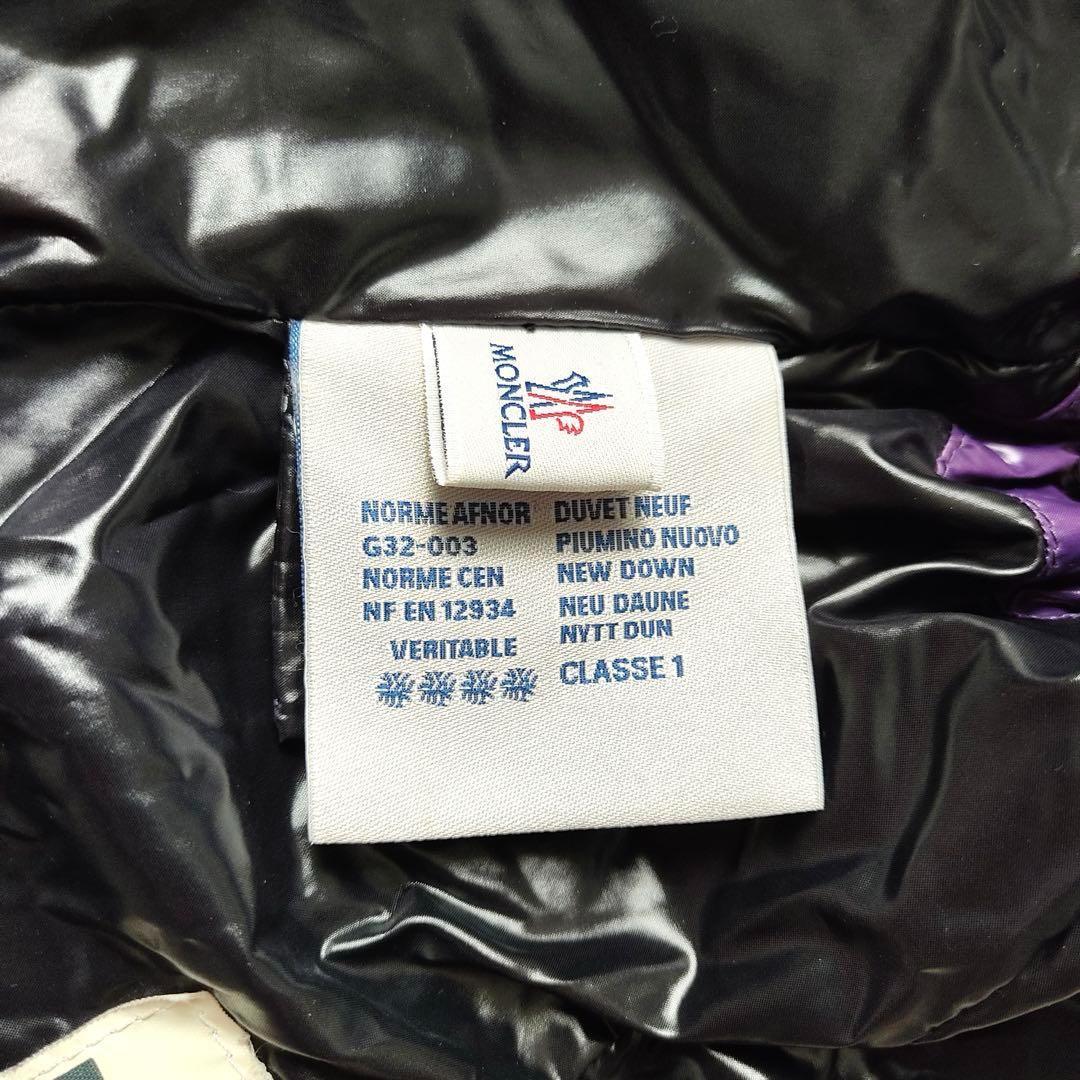 MONCLER
NORME AFNOR
G32-003
NORME CEN
NF EN 12934
VERITABLE
DUVET NEUF
PIUMINO NUOVO
NEW DOWN
NEU DAUNE
NYTT DUN
CLASSE 1